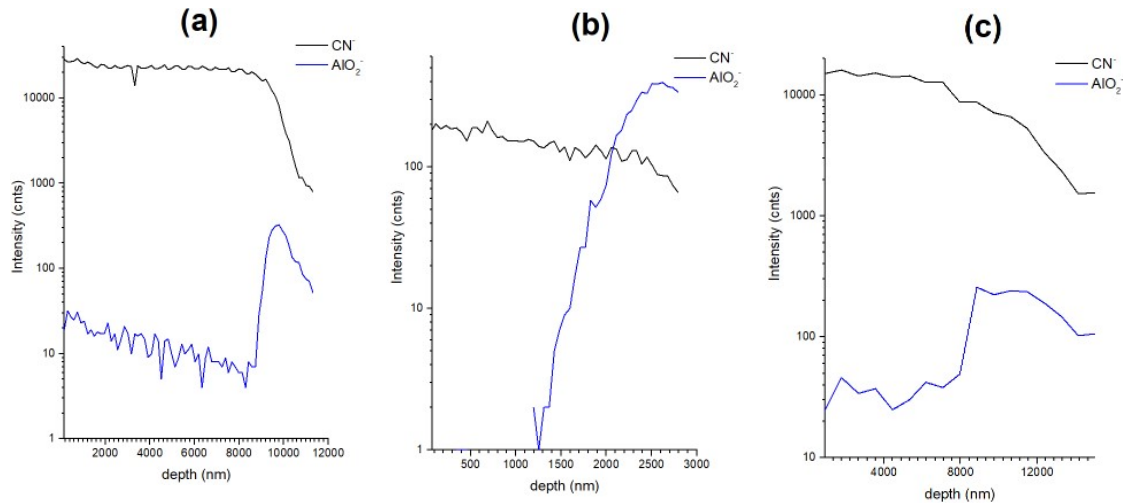 (a)
CN⁻
AlO₂⁻
Intensity (cnts)
10000
1000
100
10
1
2000 4000 6000 8000 10000 12000
depth (nm)
(b)
CN⁻
AlO₂⁻
Intensity (cnts)
100
10
1
500 1000 1500 2000 2500 3000
depth (nm)
(c)
CN⁻
AlO₂⁻
Intensity (cnts)
10000
1000
100
10
4000 8000 12000
depth (nm)